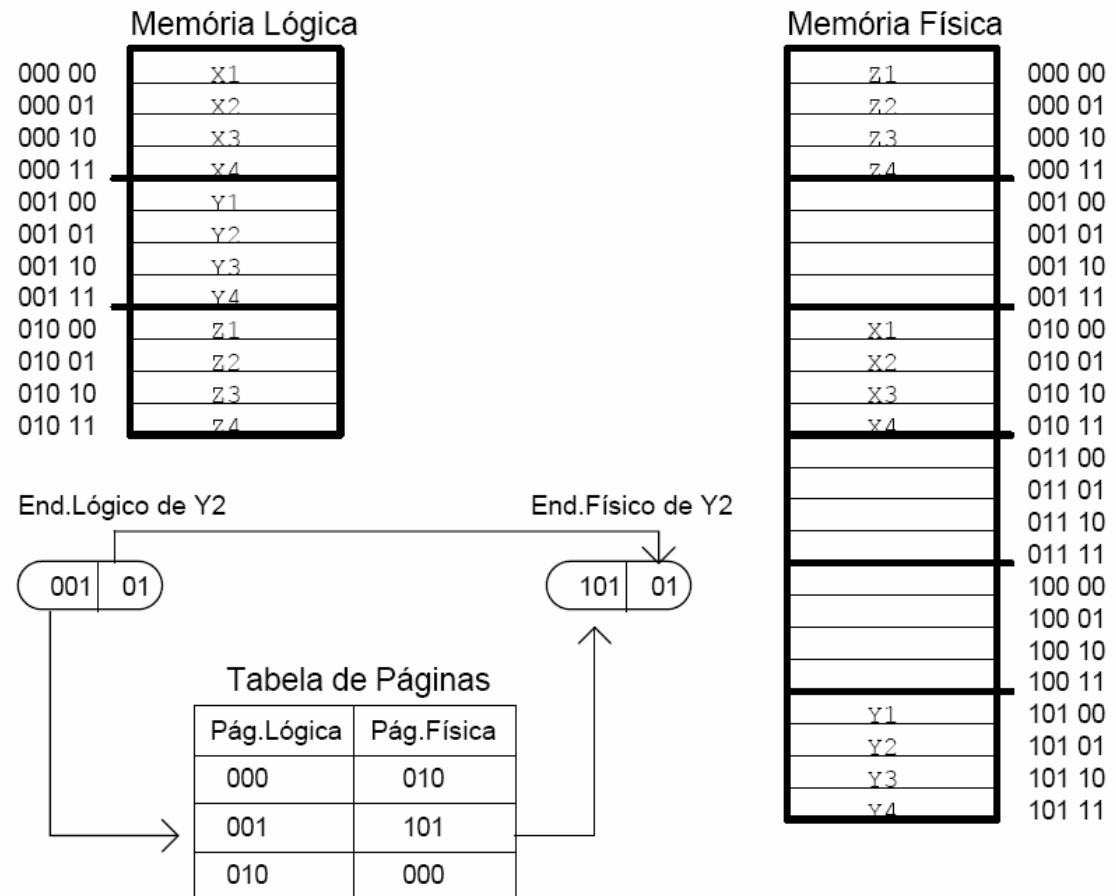 Memória Lógica
000 00 X1
000 01 X2
000 10 X3
000 11 X4
001 00 Y1
001 01 Y2
001 10 Y3
001 11 Y4
010 00 Z1
010 01 Z2
010 10 Z3
010 11 Z4
Memória Física
Z1 000 00
Z2 000 01
Z3 000 10
Z4 000 11
001 00
001 01
001 10
001 11
X1 010 00
X2 010 01
X3 010 10
X4 010 11
011 00
011 01
011 10
011 11
100 00
100 01
100 10
100 11
Y1 101 00
Y2 101 01
Y3 101 10
Y4 101 11
End.Lógico de Y2
001 01
End.Físico de Y2
101 01
Tabela de Páginas
Pág.Lógica Pág.Física
000 010
001 101
010 000